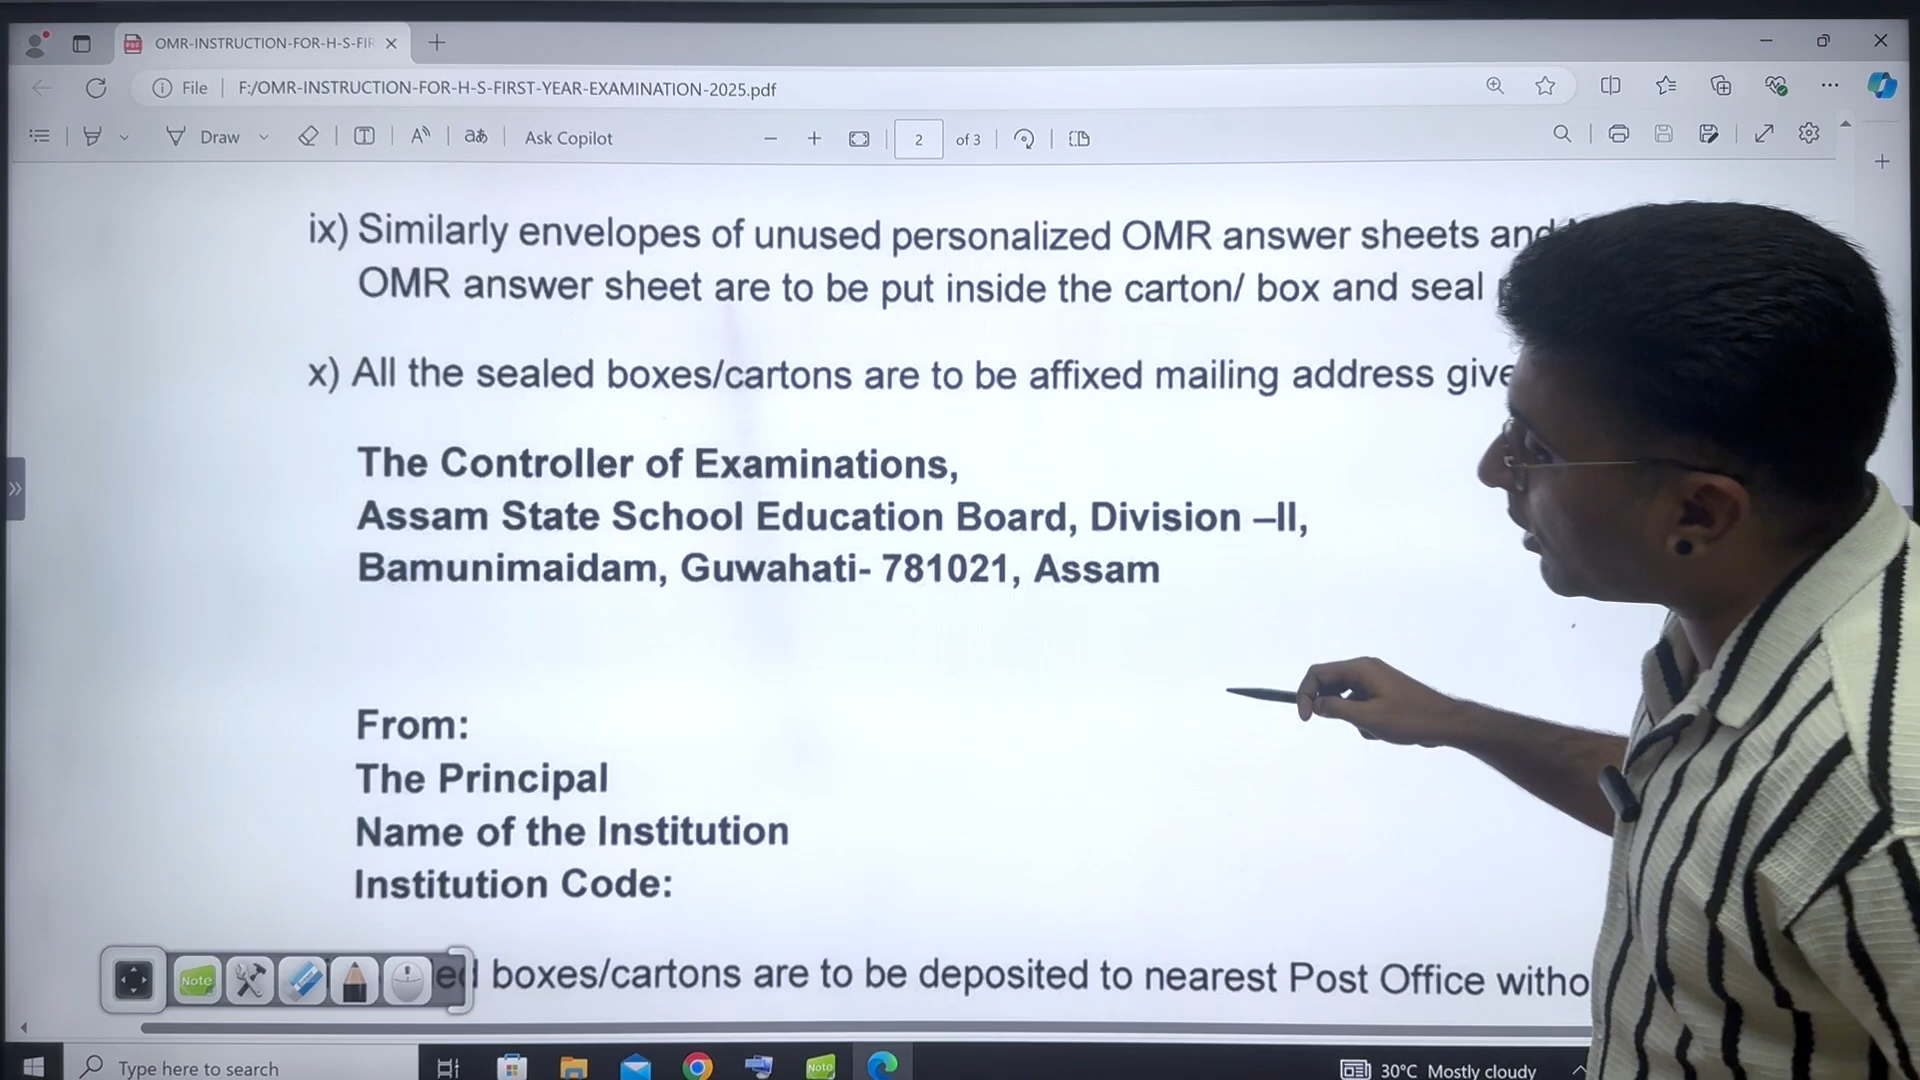 OMR-INSTRUCTION-FOR-H-S-FIR
File F:/OMR-INSTRUCTION-FOR-H-S-FIRST-YEAR-EXAMINATION-2025.pdf
Draw Ask Copilot 2 of 3
ix) Similarly envelopes of unused personalized OMR answer sheets and
OMR answer sheet are to be put inside the carton/ box and seal
x) All the sealed boxes/cartons are to be affixed mailing address give
The Controller of Examinations,
Assam State School Education Board, Division –II,
Bamunimaidam, Guwahati- 781021, Assam
From:
The Principal
Name of the Institution
Institution Code:
Note
ed boxes/cartons are to be deposited to nearest Post Office witho
Type here to search Note 30°C Mostly cloudy